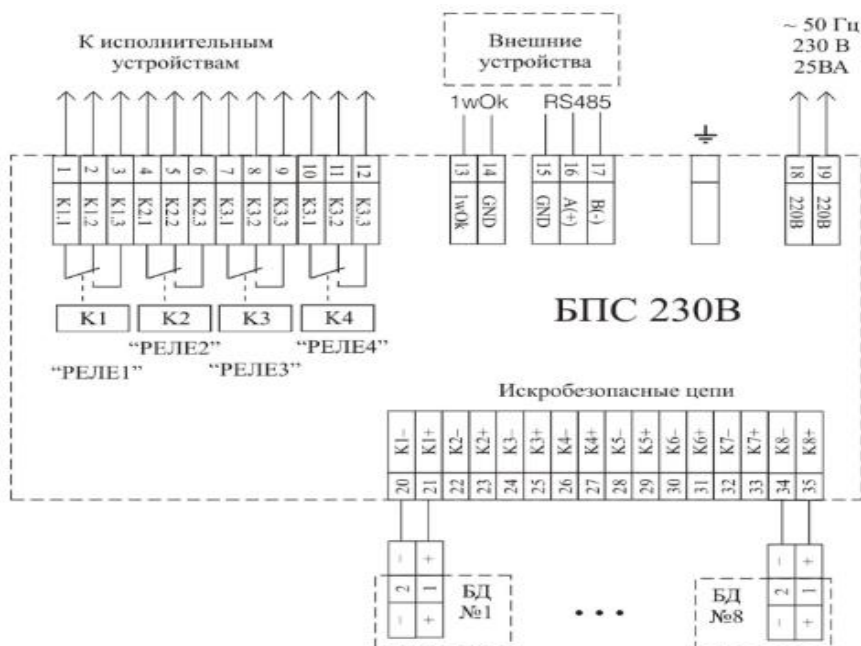 К исполнительным
устройствам
Внешние
устройства
~ 50 Гц
230 В
25ВА
1wOk
RS485
1 2 3 4 5 6 7 8 9 10 11 12
K1.1 K1.2 K1.3 K2.1 K2.2 K2.3 K3.1 K3.2 K3.3 K3.1 K3.2 K3.3
13 14
1wOk GND
15 16 17
GND A(+) B(-)
18 19
220В 220В
K1 K2 K3 K4
“РЕЛЕ1”
“РЕЛЕ2”
“РЕЛЕ3”
“РЕЛЕ4”
БПС 230В
Искробезопасные цепи
K1– K1+ K2– K2+ K3– K3+ K4– K4+ K5– K5+ K6– K6+ K7– K7+ K8– K8+
20 21 22 23 24 25 26 27 28 29 30 31 32 33 34 35
– +
2 1
– +
БД
№1
• • •
БД
№8
– +
2 1
– +